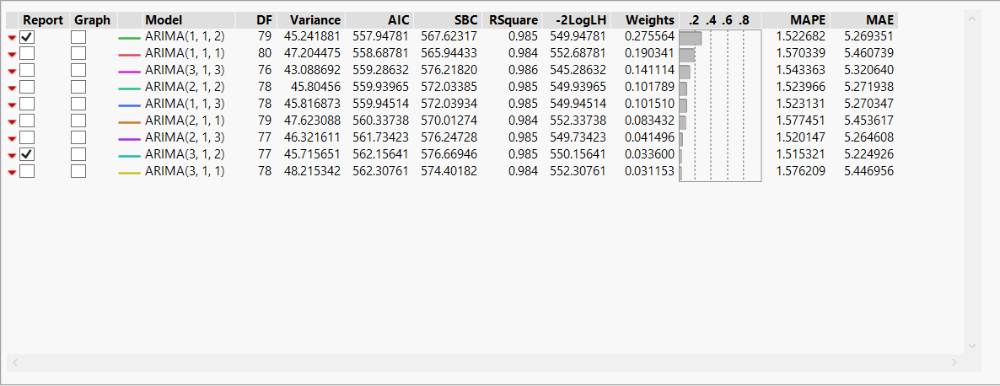 Report Graph Model DF Variance AIC SBC RSquare -2LogLH Weights .2 .4 .6 .8 MAPE MAE
ARIMA(1, 1, 2) 79 45.241881 557.94781 567.62317 0.985 549.94781 0.275564 1.522682 5.269351
ARIMA(1, 1, 1) 80 47.204475 558.68781 565.94433 0.984 552.68781 0.190341 1.570339 5.460739
ARIMA(3, 1, 3) 76 43.088692 559.28632 576.21820 0.986 545.28632 0.141114 1.543363 5.320640
ARIMA(2, 1, 2) 78 45.80456 559.93965 572.03385 0.985 549.93965 0.101789 1.523966 5.271938
ARIMA(1, 1, 3) 78 45.816873 559.94514 572.03934 0.985 549.94514 0.101510 1.523131 5.270347
ARIMA(2, 1, 1) 79 47.623088 560.33738 570.01274 0.984 552.33738 0.083432 1.577451 5.453617
ARIMA(2, 1, 3) 77 46.321611 561.73423 576.24728 0.985 549.73423 0.041496 1.520147 5.264608
ARIMA(3, 1, 2) 77 45.715651 562.15641 576.66946 0.985 550.15641 0.033600 1.515321 5.224926
ARIMA(3, 1, 1) 78 48.215342 562.30761 574.40182 0.984 552.30761 0.031153 1.576209 5.446956